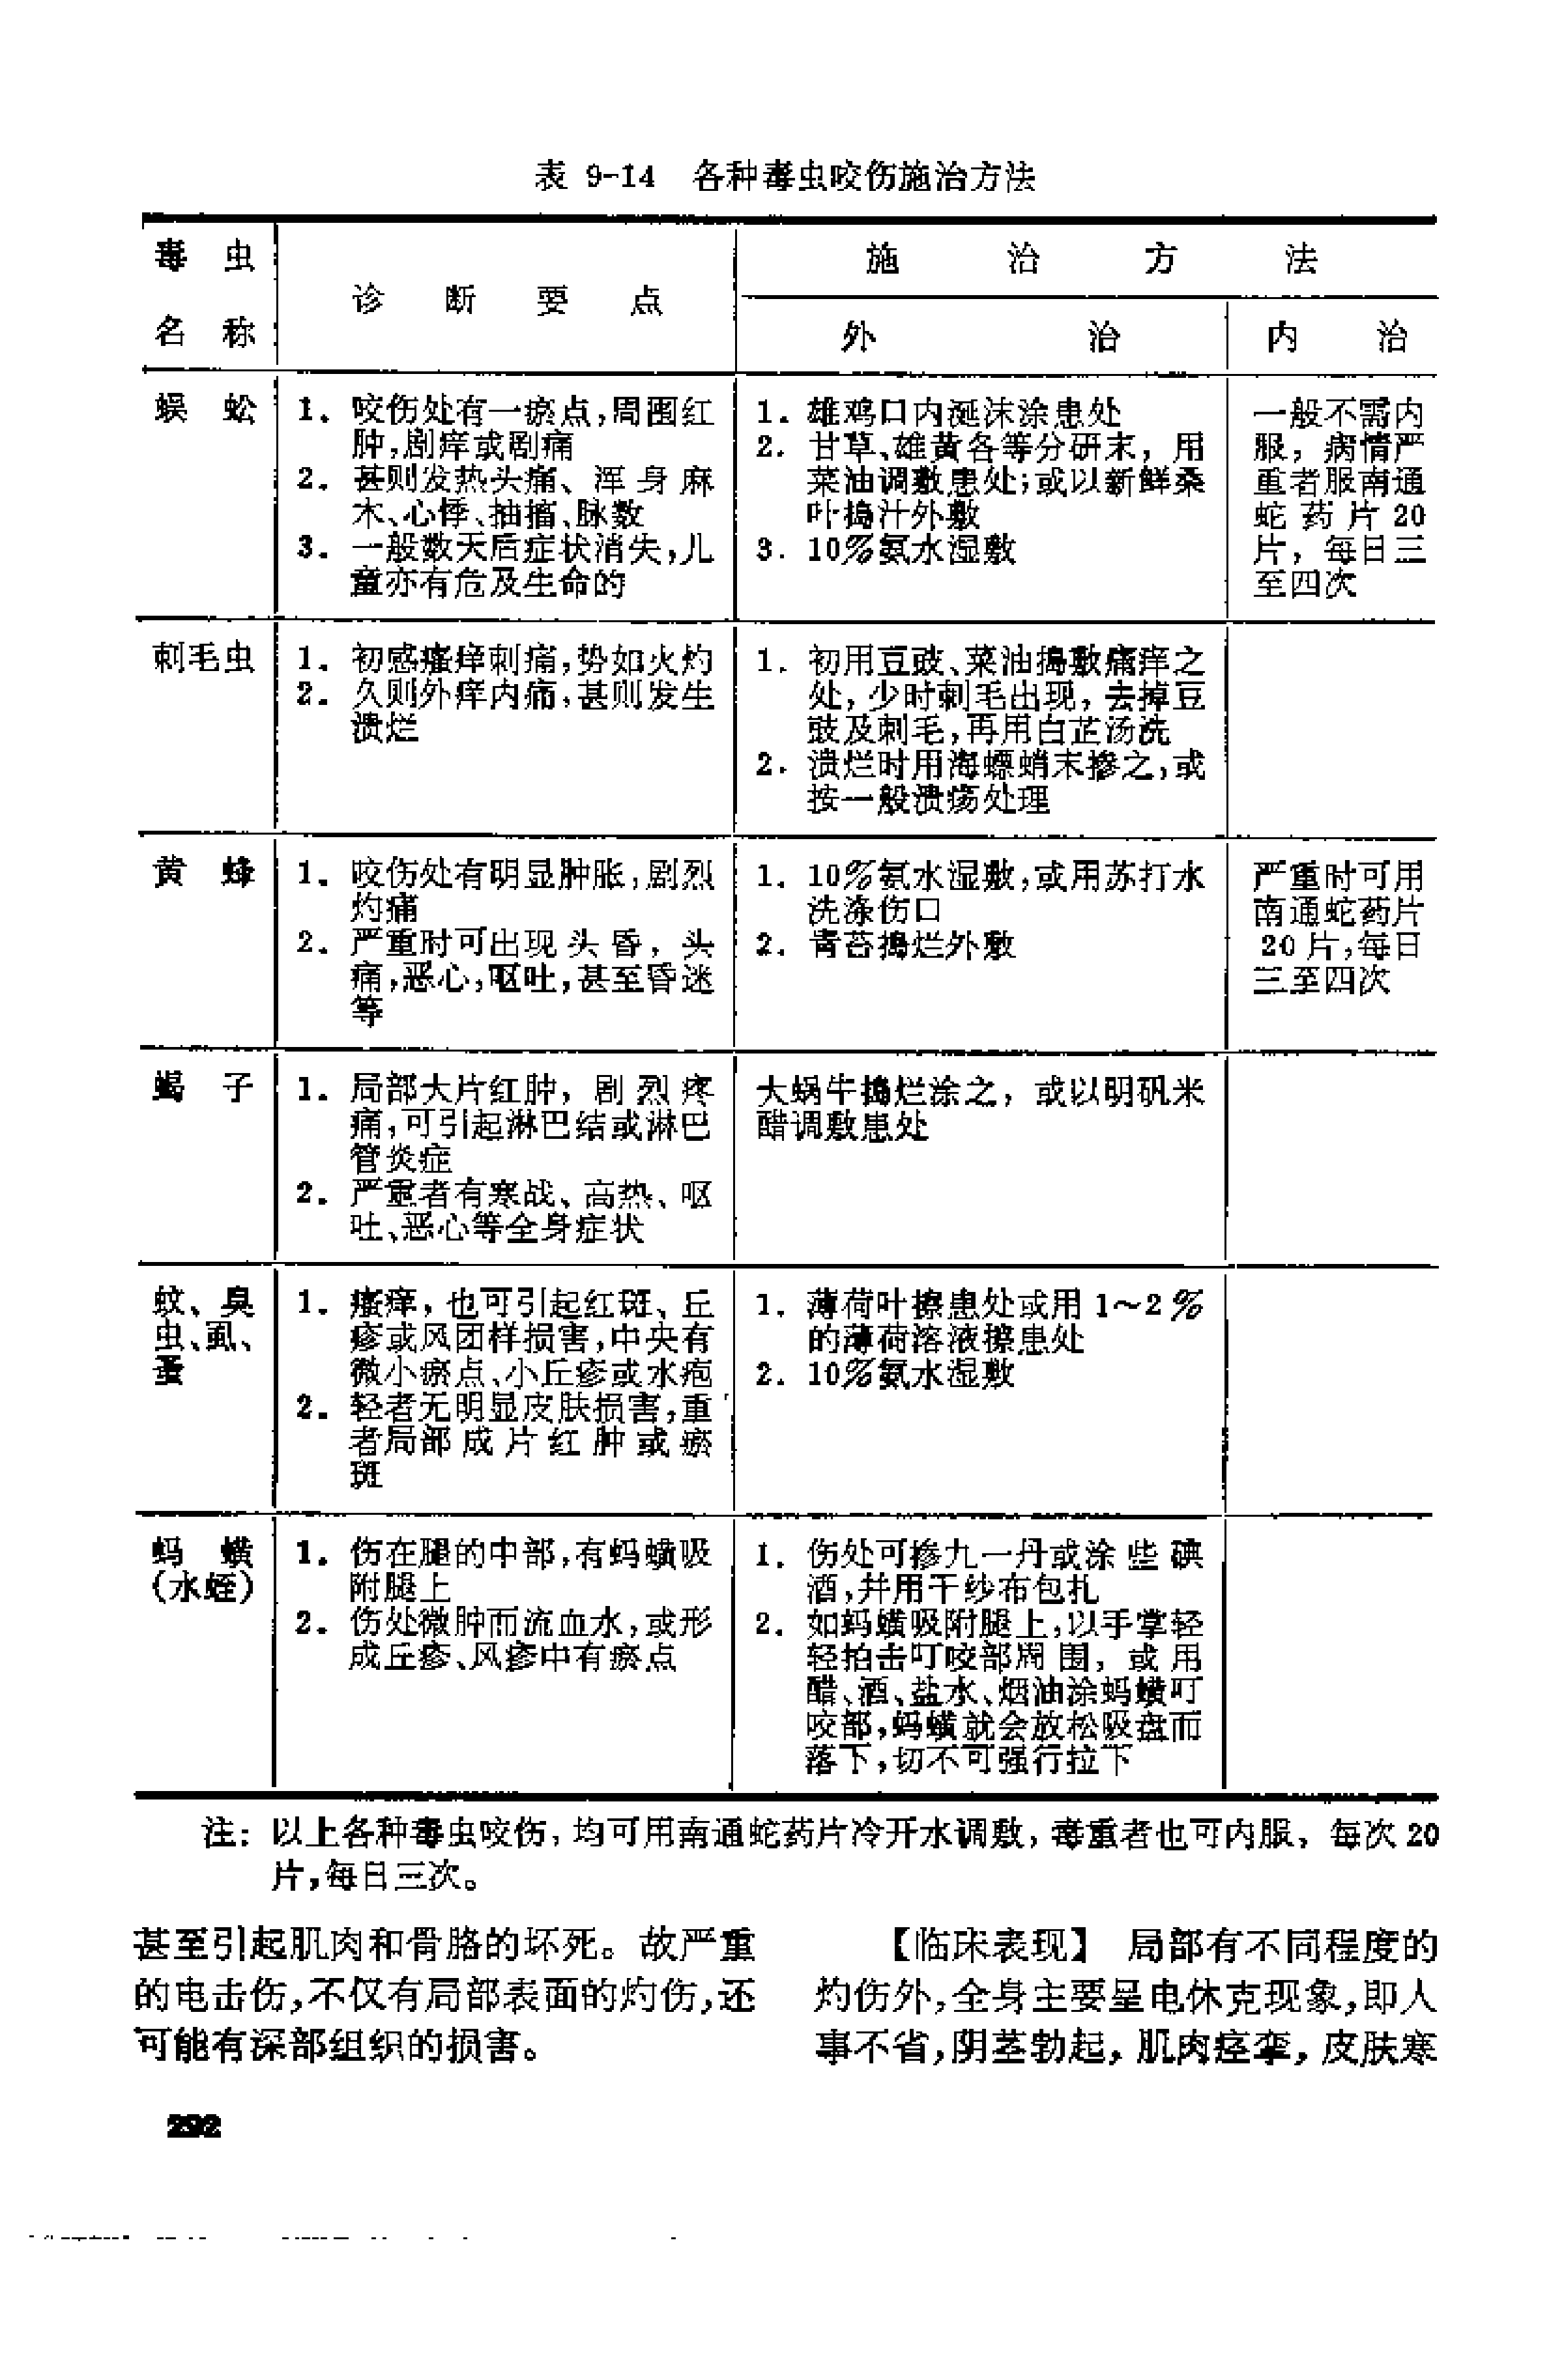 表 9-14 各种毒虫咬伤施治方法
毒虫名称
诊断要点
施治方法
外治
内治
蜈蚣
1. 咬伤处有一瘀点,周围红
肿,剧痒或剧痛
2. 甚则发热头痛、浑身麻
木、心悸、抽搐、脉数
3. 一般数天后症状消失,儿
童亦有危及生命的
1. 雄鸡口内涎沫涂患处
2. 甘草、雄黄各等分研末,用
菜油调敷患处;或以新鲜桑
叶捣汁外敷
3. 10%氨水湿敷
一般不需内
服,病情严
重者服南通
蛇药片20
片,每日三
至四次
刺毛虫
1. 初感瘙痒刺痛,势如火灼
2. 久则外痒内痛,甚则发生
溃烂
1. 初用豆豉、菜油捣敷痛痒之
处,少时刺毛出现,去掉豆
豉及刺毛,再用白芷汤洗
2. 溃烂时用海螵蛸末掺之,或
按一般溃疡处理
黄蜂
1. 咬伤处有明显肿胀,剧烈
灼痛
2. 严重时可出现头昏,头
痛,恶心,呕吐,甚至昏迷
等
1. 10%氨水湿敷,或用苏打水
洗涤伤口
2. 青苔捣烂外敷
严重时可用
南通蛇药片
20片,每日
三至四次
蝎子
1. 局部大片红肿,剧烈疼
痛,可引起淋巴结或淋巴
管炎症
2. 严重者有寒战、高热、呕
吐、恶心等全身症状
大蜗牛捣烂涂之,或以明矾米
醋调敷患处
蚊、臭
虫、虱、
蚤
1. 瘙痒,也可引起红斑、丘
疹或风团样损害,中央有
微小瘀点、小丘疹或水疱
2. 轻者无明显皮肤损害,重
者局部成片红肿或瘀
斑
1. 薄荷叶擦患处或用1~2%
的薄荷溶液擦患处
2. 10%氨水湿敷
蚂蟥
(水蛭)
1. 伤在腿的中部,有蚂蟥吸
附腿上
2. 伤处微肿而流血水,或形
成丘疹、风疹中有瘀点
1. 伤处可掺九一丹或涂些碘
酒,并用干纱布包扎
2. 如蚂蟥吸附腿上,以手掌轻
轻拍击叮咬部周围,或用
醋、酒、盐水、烟油涂蚂蟥叮
咬部,蚂蟥就会放松吸盘而
落下,切不可强行拉下
注:以上各种毒虫咬伤,均可用南通蛇药片冷开水调敷,毒重者也可内服,每次20
片,每日三次。
甚至引起肌肉和骨胳的坏死。故严重
的电击伤,不仅有局部表面的灼伤,还
可能有深部组织的损害。
【临床表现】 局部有不同程度的
灼伤外,全身主要呈电休克现象,即人
事不省,阴茎勃起,肌肉痉挛,皮肤寒
292